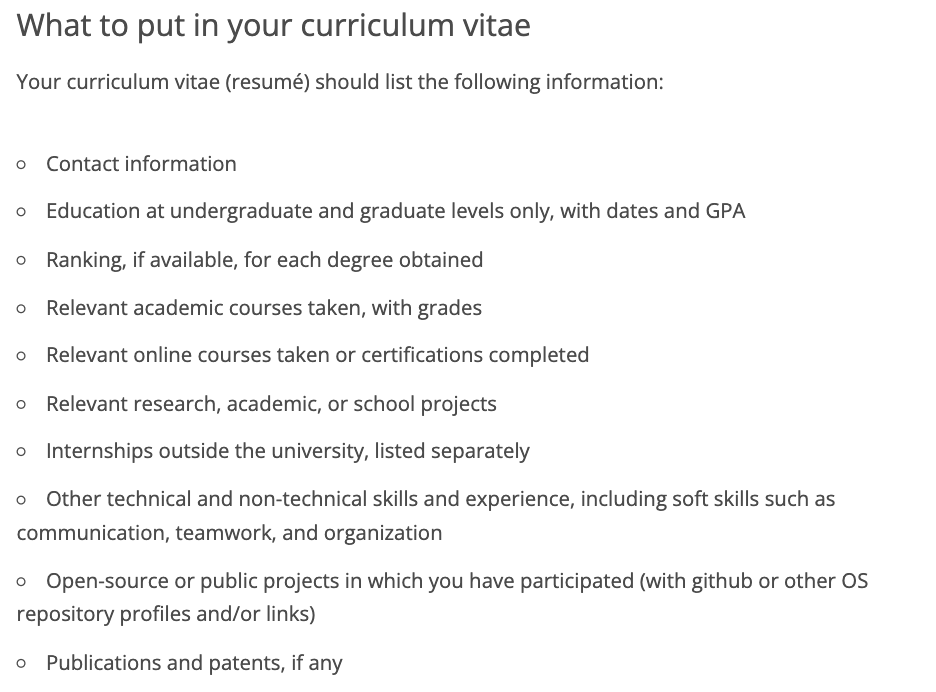 What to put in your curriculum vitae
Your curriculum vitae (resumé) should list the following information:
Contact information
Education at undergraduate and graduate levels only, with dates and GPA
Ranking, if available, for each degree obtained
Relevant academic courses taken, with grades
Relevant online courses taken or certifications completed
Relevant research, academic, or school projects
Internships outside the university, listed separately
Other technical and non-technical skills and experience, including soft skills such as
communication, teamwork, and organization
Open-source or public projects in which you have participated (with github or other OS
repository profiles and/or links)
Publications and patents, if any